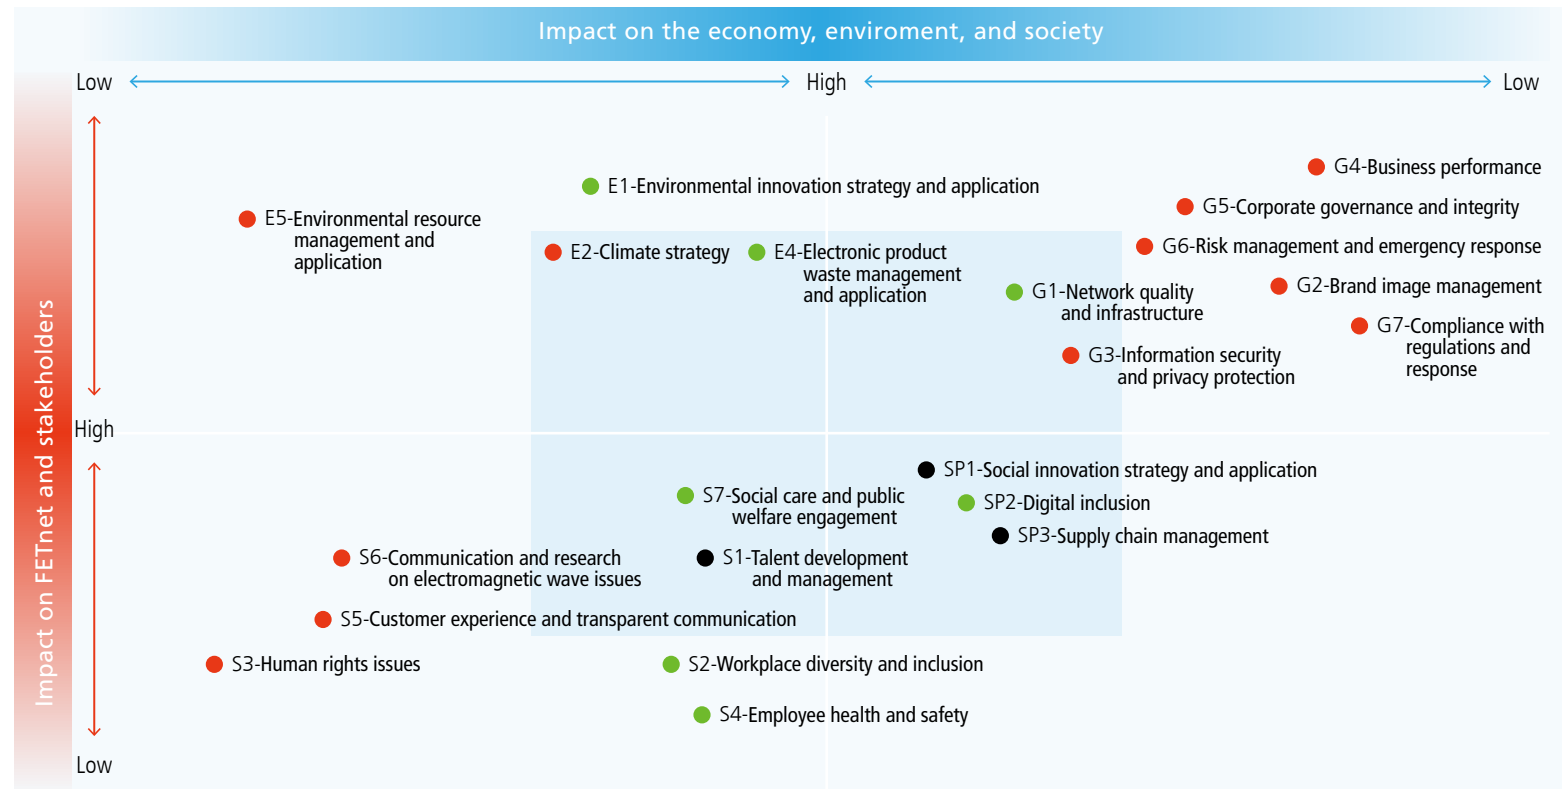 Impact on the economy, enviroment, and society
Low
High
Low
Impact on FETnet and stakeholders
High
Low
G4-Business performance
E1-Environmental innovation strategy and application
G5-Corporate governance and integrity
E5-Environmental resource
management and
application
G6-Risk management and emergency response
E2-Climate strategy
E4-Electronic product
waste management
and application
G1-Network quality
and infrastructure
G2-Brand image management
G7-Compliance with
regulations and
response
G3-Information security
and privacy protection
SP1-Social innovation strategy and application
S7-Social care and public
welfare engagement
SP2-Digital inclusion
SP3-Supply chain management
S6-Communication and research
on electromagnetic wave issues
S1-Talent development
and management
S5-Customer experience and transparent communication
S3-Human rights issues
S2-Workplace diversity and inclusion
S4-Employee health and safety